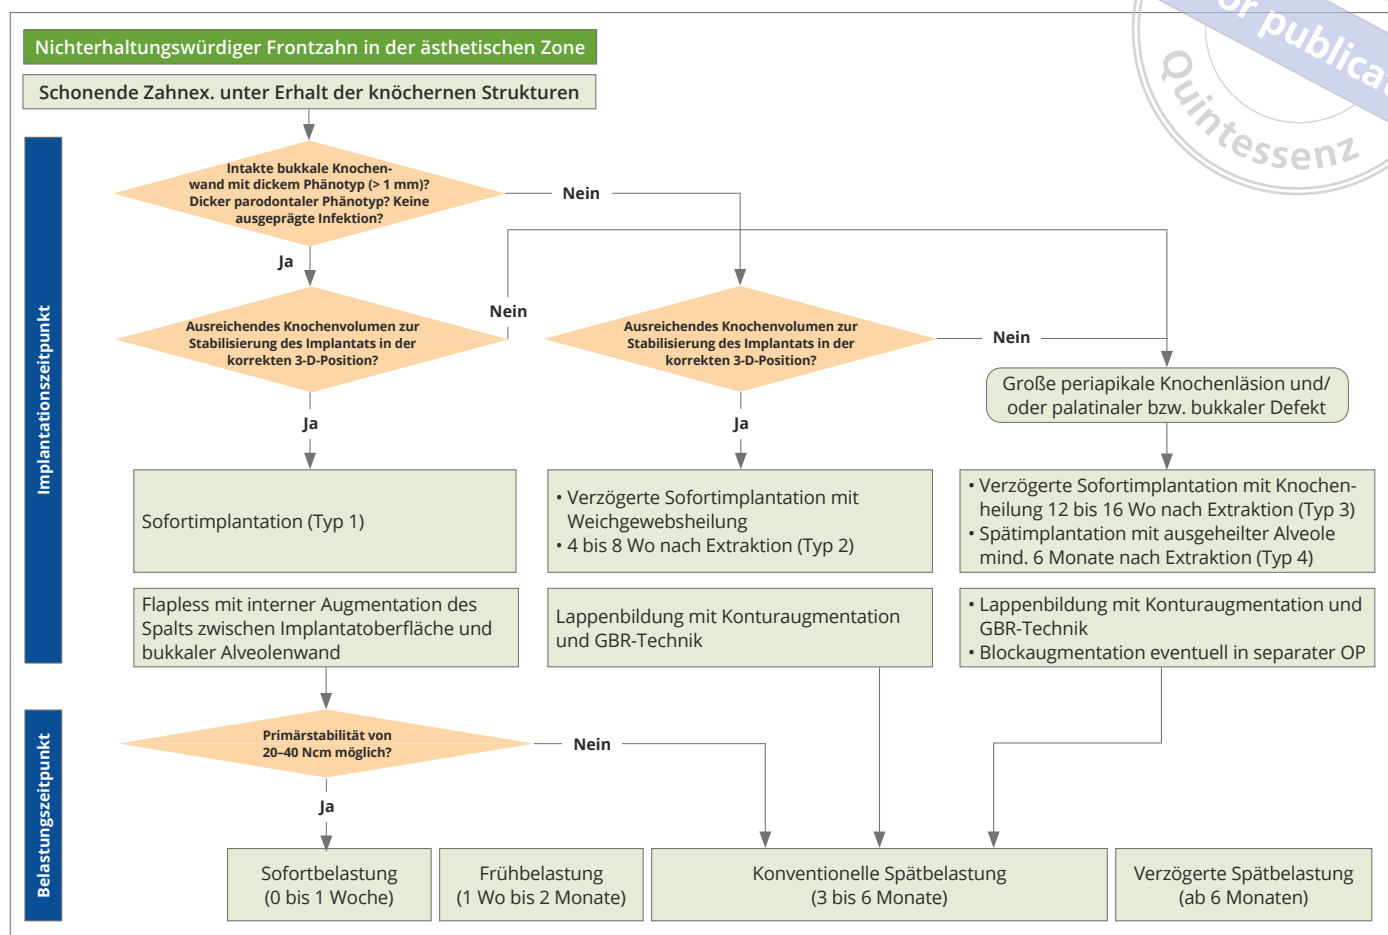 Nichterhaltungswürdiger Frontzahn in der ästhetischen Zone
Schonende Zahnex. unter Erhalt der knöchernen Strukturen
or publicat
Quintessenz
Implantationszeitpunkt
Intakte bukkale Knochen-
wand mit dickem Phänotyp (> 1 mm)?
Dicker parodontaler Phänotyp? Keine
ausgeprägte Infektion?
Nein
Ja
Ausreichendes Knochenvolumen zur
Stabilisierung des Implantats in der
korrekten 3-D-Position?
Nein
Ausreichendes Knochenvolumen zur
Stabilisierung des Implantats in der
korrekten 3-D-Position?
Nein
Große periapikale Knochenläsion und/
oder palatinaler bzw. bukkaler Defekt
Ja
Ja
Sofortimplantation (Typ 1)
• Verzögerte Sofortimplantation mit
Weichgewebsheilung
• 4 bis 8 Wo nach Extraktion (Typ 2)
• Verzögerte Sofortimplantation mit Knochen-
heilung 12 bis 16 Wo nach Extraktion (Typ 3)
• Spätimplantation mit ausgeheilter Alveole
mind. 6 Monate nach Extraktion (Typ 4)
Flapless mit interner Augmentation des
Spalts zwischen Implantatoberfläche und
bukkaler Alveolenwand
Lappenbildung mit Konturaugmentation
und GBR-Technik
• Lappenbildung mit Konturaugmentation und
GBR-Technik
• Blockaugmentation eventuell in separater OP
Belastungszeitpunkt
Primärstabilität von
20–40 Ncm möglich?
Nein
Ja
Sofortbelastung
(0 bis 1 Woche)
Frühbelastung
(1 Wo bis 2 Monate)
Konventionelle Spätbelastung
(3 bis 6 Monate)
Verzögerte Spätbelastung
(ab 6 Monaten)